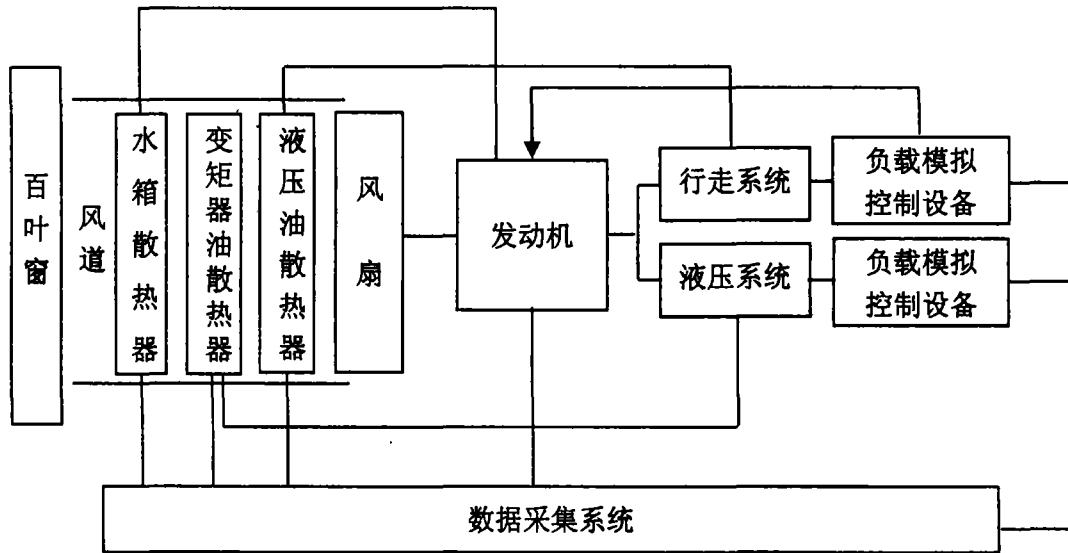 百叶窗
风道
水箱散热器
变矩器油散热器
液压油散热器
风扇
发动机
行走系统
液压系统
负载模拟
控制设备
负载模拟
控制设备
数据采集系统